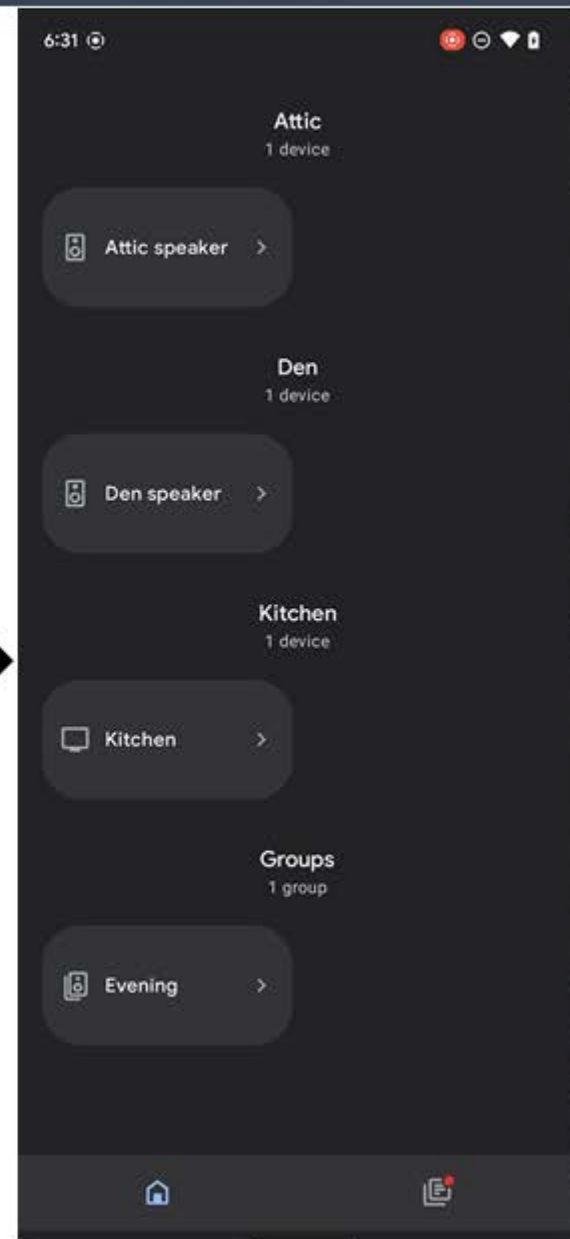 6:31
Attic
1 device
Attic speaker
Den
1 device
Den speaker
Kitchen
1 device
Kitchen
Groups
1 group
Evening